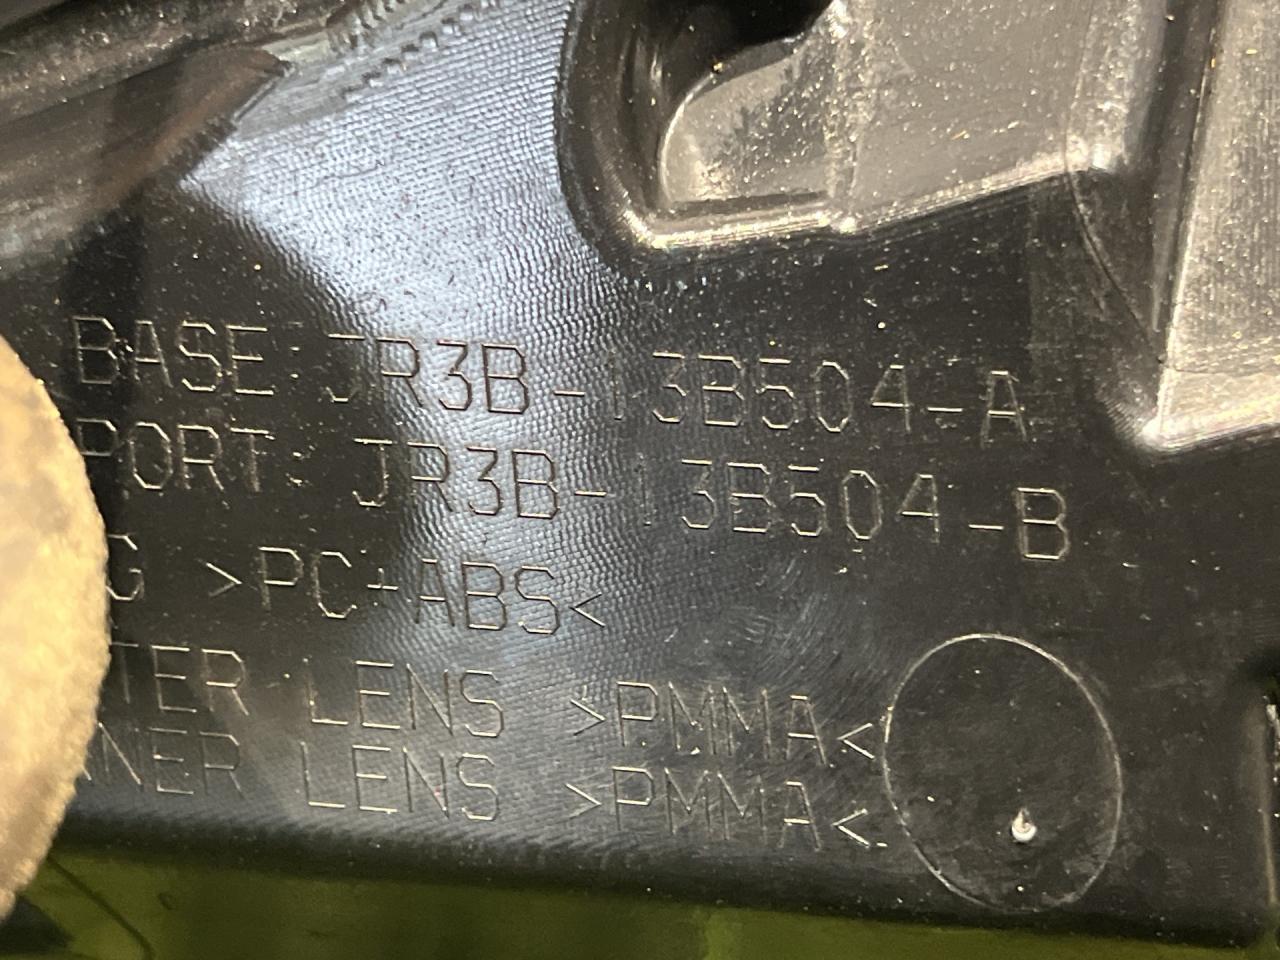 BASE: JR3B-13B504-A
PORT: JR3B-13B504-B
G >PC+ABS<
TER LENS >PMMA<
NER LENS >PMMA<